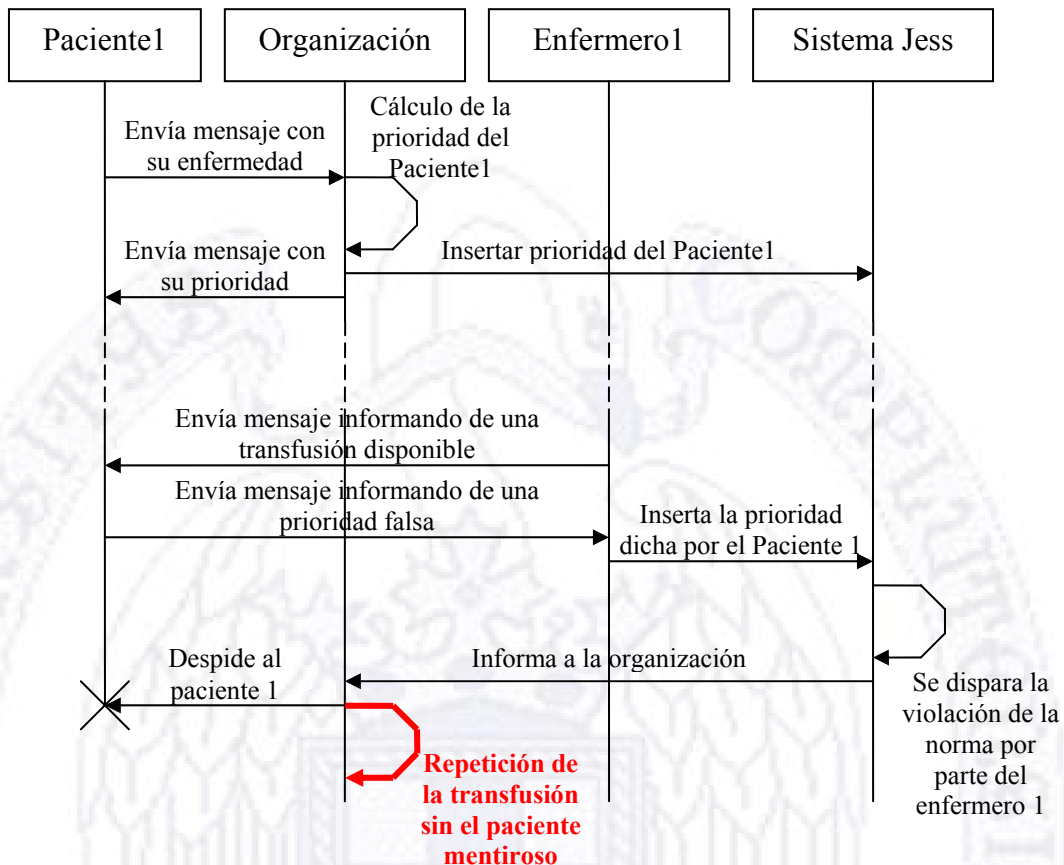 Paciente1
Organización
Enfermero1
Sistema Jess
Cálculo de la
prioridad del
Paciente1
Envía mensaje con
su enfermedad
Envía mensaje con
su prioridad
Insertar prioridad del Paciente1
Envía mensaje informando de una
transfusión disponible
Envía mensaje informando de una
prioridad falsa
Inserta la prioridad
dicha por el Paciente 1
Despide al
paciente 1
Informa a la organización
Se dispara la
violación de la
norma por
parte del
enfermero 1
Repetición de
la transfusión
sin el paciente
mentiroso